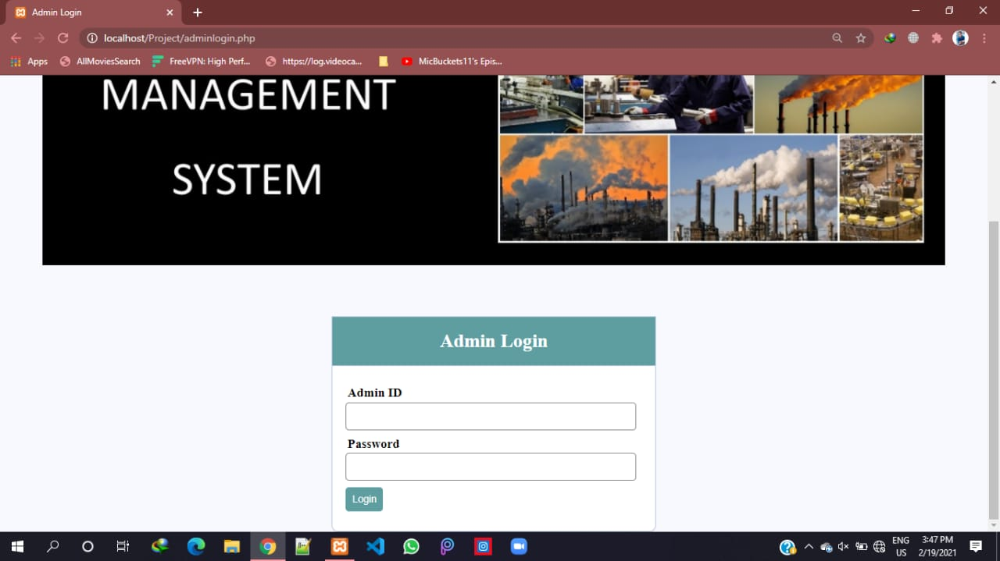 Admin Login
localhost/Project/adminlogin.php
Apps
AllMoviesSearch
FreeVPN: High Perf...
https://log.videoca...
MicBuckets11's Epis...
MANAGEMENT
SYSTEM
Admin Login
Admin ID
Password
Login
ENG
US
3:47 PM
2/19/2021